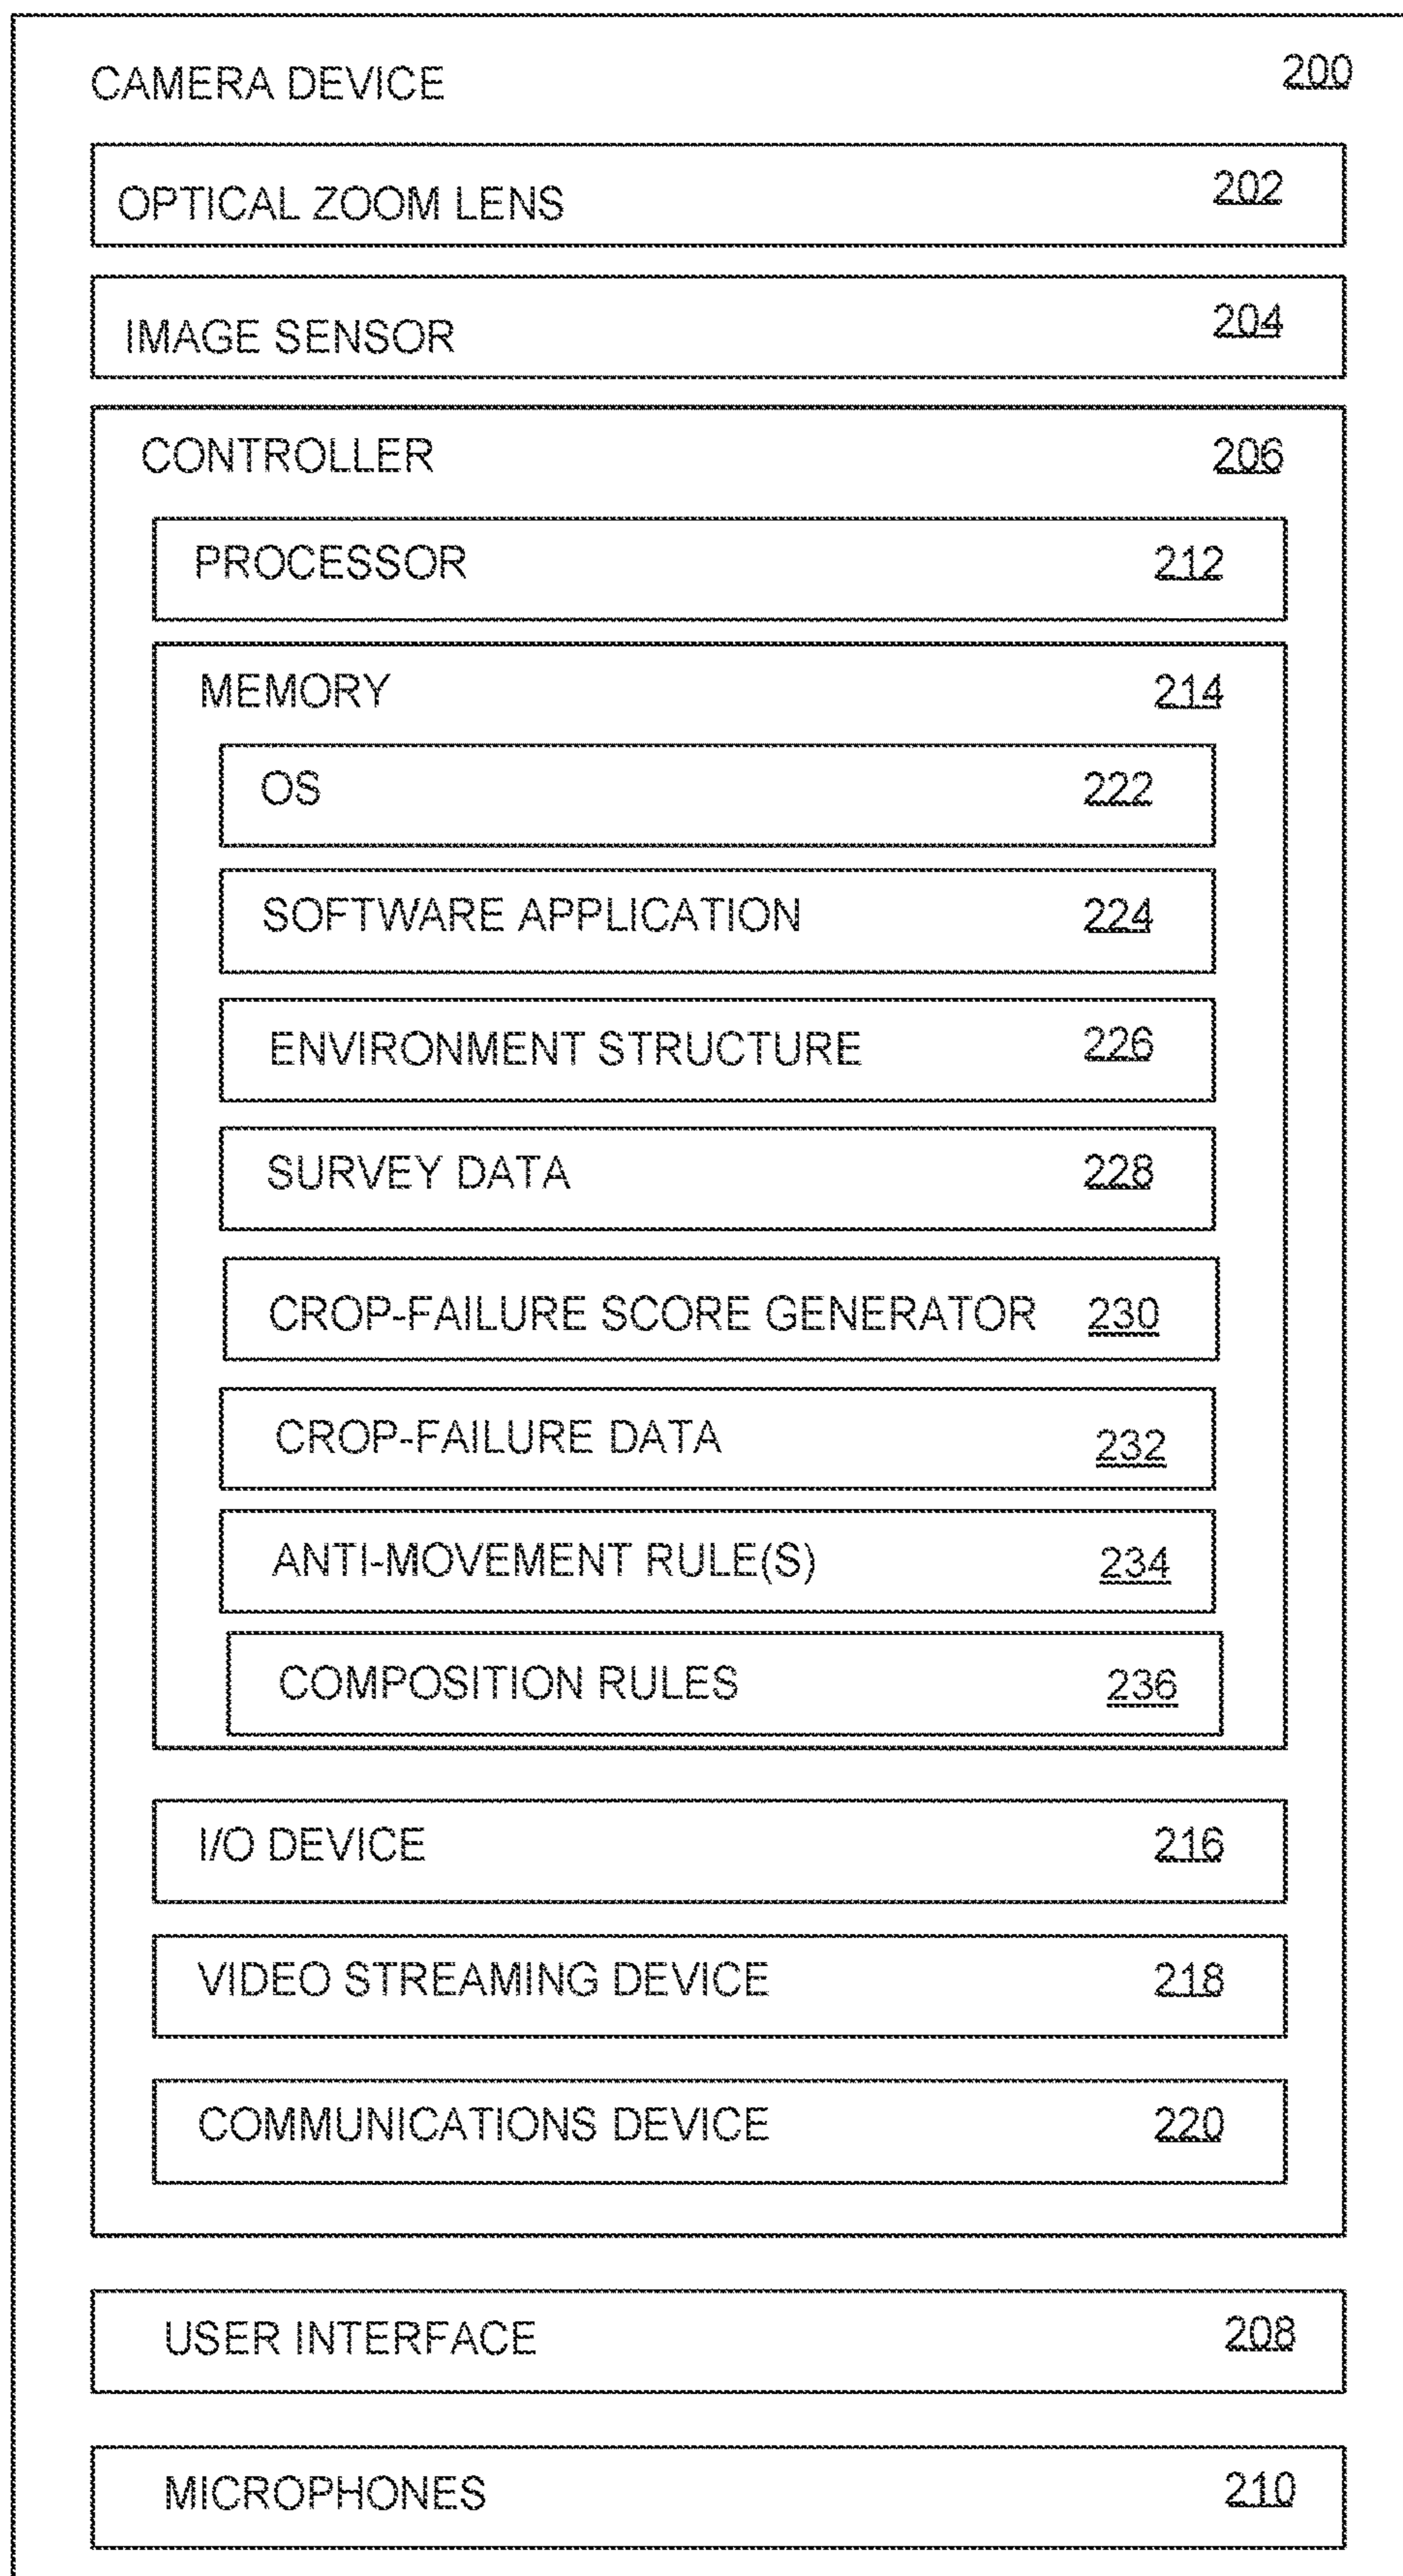 CAMERA DEVICE 200
OPTICAL ZOOM LENS 202
IMAGE SENSOR 204
CONTROLLER 206
PROCESSOR 212
MEMORY 214
OS 222
SOFTWARE APPLICATION 224
ENVIRONMENT STRUCTURE 226
SURVEY DATA 228
CROP-FAILURE SCORE GENERATOR 230
CROP-FAILURE DATA 232
ANTI-MOVEMENT RULE(S) 234
COMPOSITION RULES 236
I/O DEVICE 216
VIDEO STREAMING DEVICE 218
COMMUNICATIONS DEVICE 220
USER INTERFACE 208
MICROPHONES 210